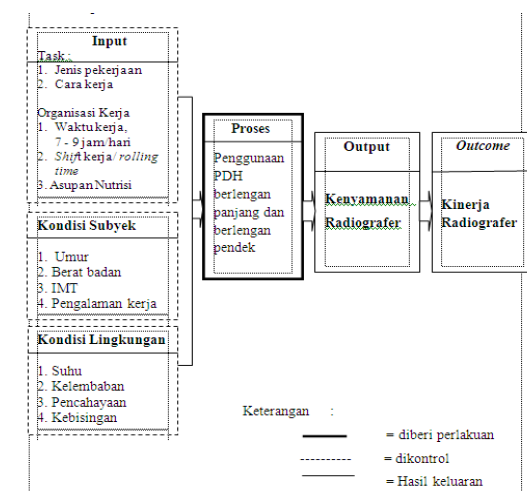 Input
Task :
1. Jenis pekerjaan
2. Cara kerja
Organisasi Kerja
1. Waktu kerja,
7 - 9 jam/hari
2. Shift kerja/ rolling
time
3. Asupan Nutrisi
Kondisi Subyek
1. Umur
2. Berat badan
3. IMT
4. Pengalaman kerja
Kondisi Lingkungan
1. Suhu
2. Kelembaban
3. Pencahayaan
4. Kebisingan
Proses
Penggunaan
PDH
berlengan
panjang dan
berlengan
pendek
Output
Kenyamanan
Radiografer
Outcome
Kinerja
Radiografer
Keterangan :
= diberi perlakuan
= dikontrol
= Hasil keluaran